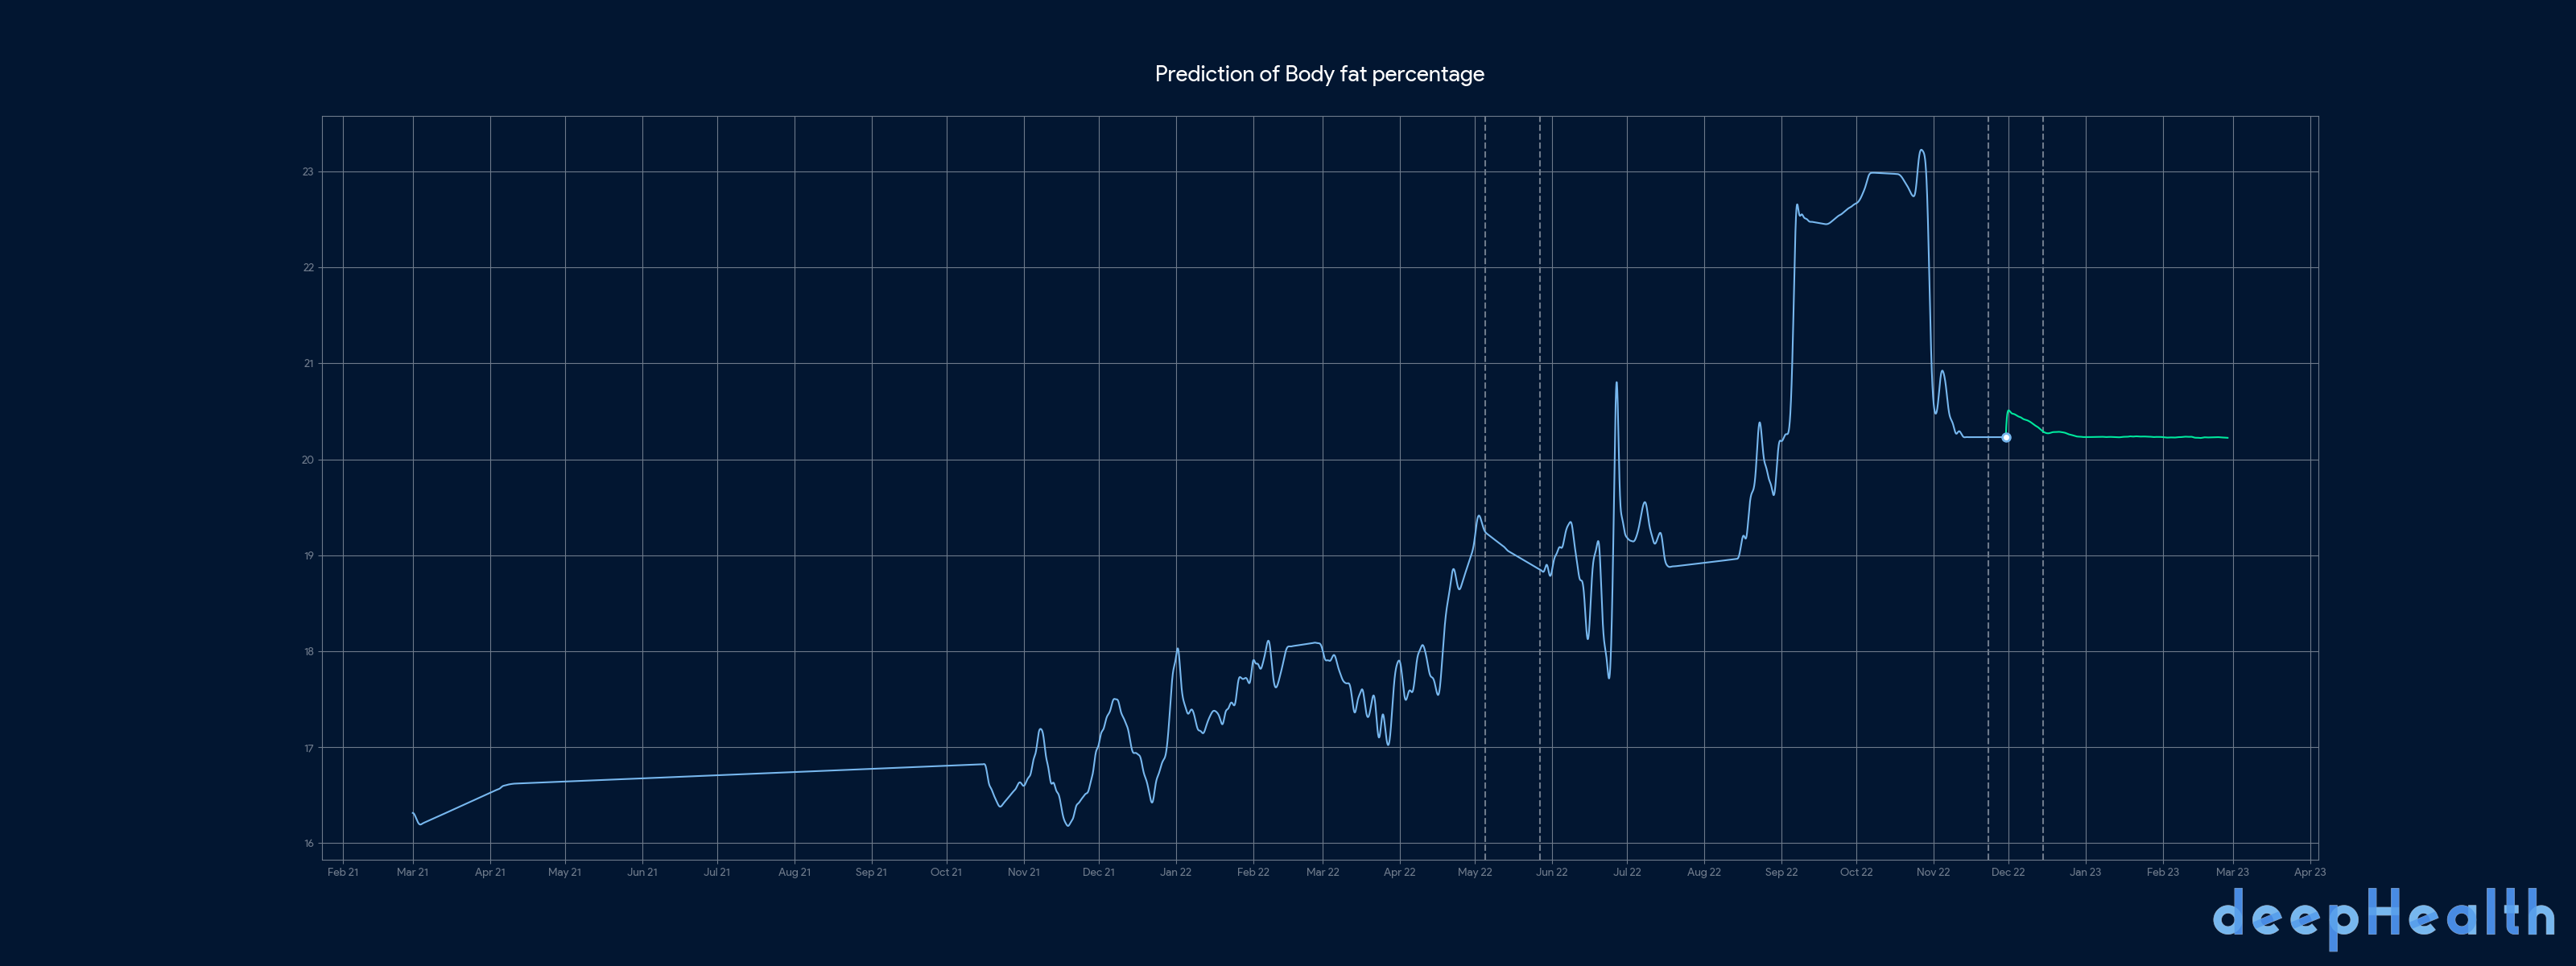 Prediction of Body fat percentage
23
22
21
20
19
18
17
16
Feb 21 Mar 21 Apr 21 May 21 Jun 21 Jul 21 Aug 21 Sep 21 Oct 21 Nov 21 Dec 21 Jan 22 Feb 22 Mar 22 Apr 22 May 22 Jun 22 Jul 22 Aug 22 Sep 22 Oct 22 Nov 22 Dec 22 Jan 23 Feb 23 Mar 23 Apr 23
deepHealth